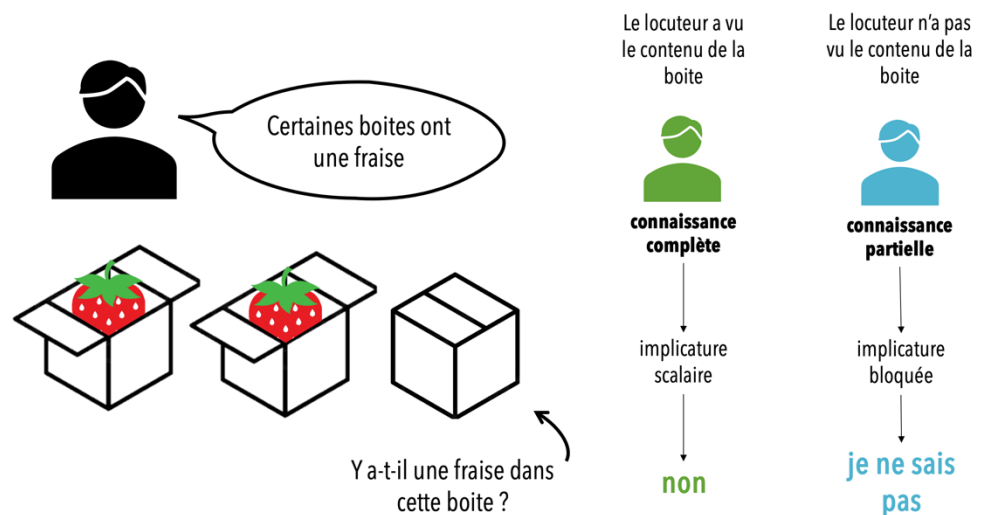 Certaines boites ont
une fraise
Y a-t-il une fraise dans
cette boite ?
Le locuteur a vu
le contenu de la
boite
connaissance
complète
implicature
scalaire
non
Le locuteur n'a pas
vu le contenu de la
boite
connaissance
partielle
implicature
bloquée
je ne sais
pas